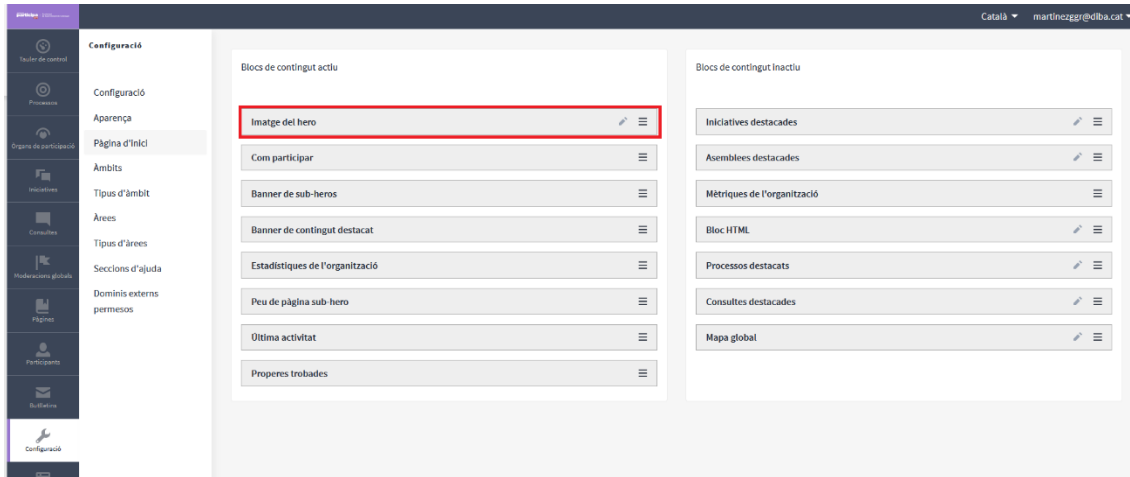 participa
Català
martinezggr@diba.cat
Tauler de control
Processos
Òrgans de participació
Iniciatives
Consultes
Moderacions globals
Pàgines
Participants
Butlletins
Configuració
Configuració
Configuració
Aparença
Pàgina d'inici
Àmbits
Tipus d'àmbit
Àrees
Tipus d'àrees
Seccions d'ajuda
Dominis externs
permesos
Blocs de contingut actiu
Imatge del hero
Com participar
Banner de sub-heros
Banner de contingut destacat
Estadístiques de l'organització
Peu de pàgina sub-hero
Última activitat
Properes trobades
Blocs de contingut inactiu
Iniciatives destacades
Asemblees destacades
Mètriques de l'organització
Bloc HTML
Processos destacats
Consultes destacades
Mapa global